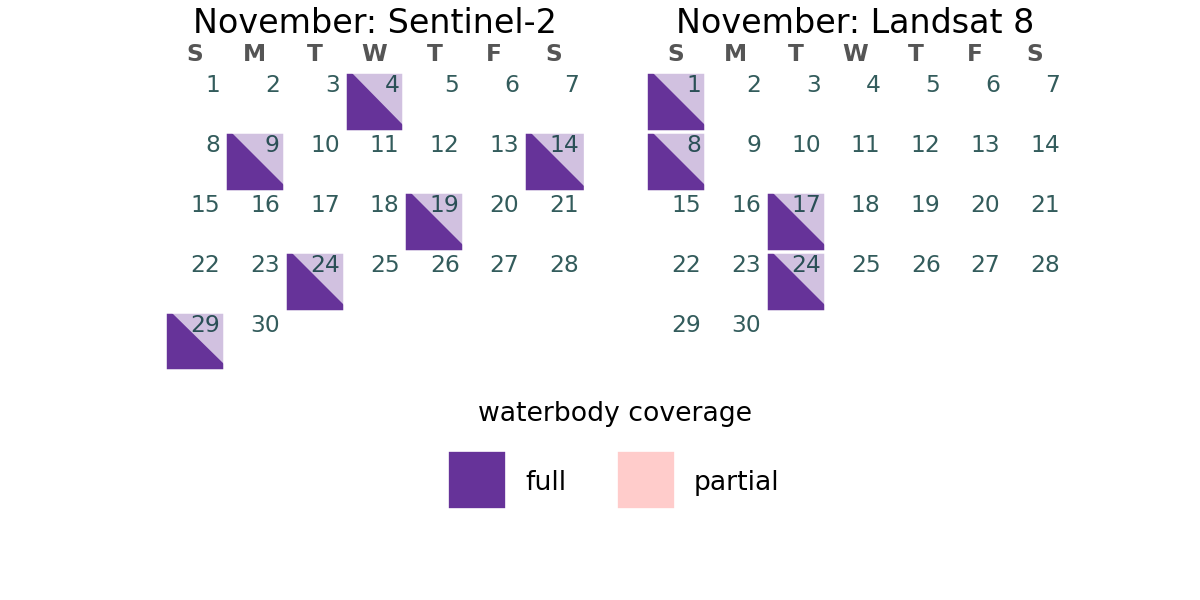 November: Sentinel-2
S M T W T F S
1 2 3 4 5 6 7
8 9 10 11 12 13 14
15 16 17 18 19 20 21
22 23 24 25 26 27 28
29 30
November: Landsat 8
S M T W T F S
1 2 3 4 5 6 7
8 9 10 11 12 13 14
15 16 17 18 19 20 21
22 23 24 25 26 27 28
29 30
waterbody coverage
full partial